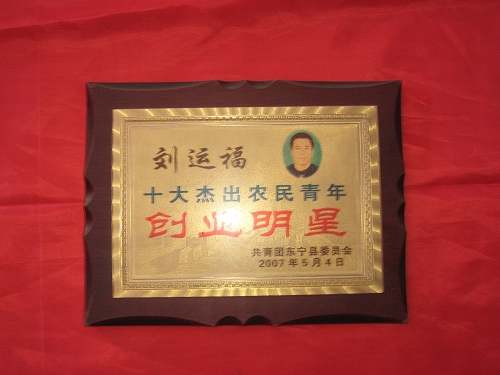 刘运福
十大杰出农民青年
创业明星
共青团东宁县委员会
2007年5月4日